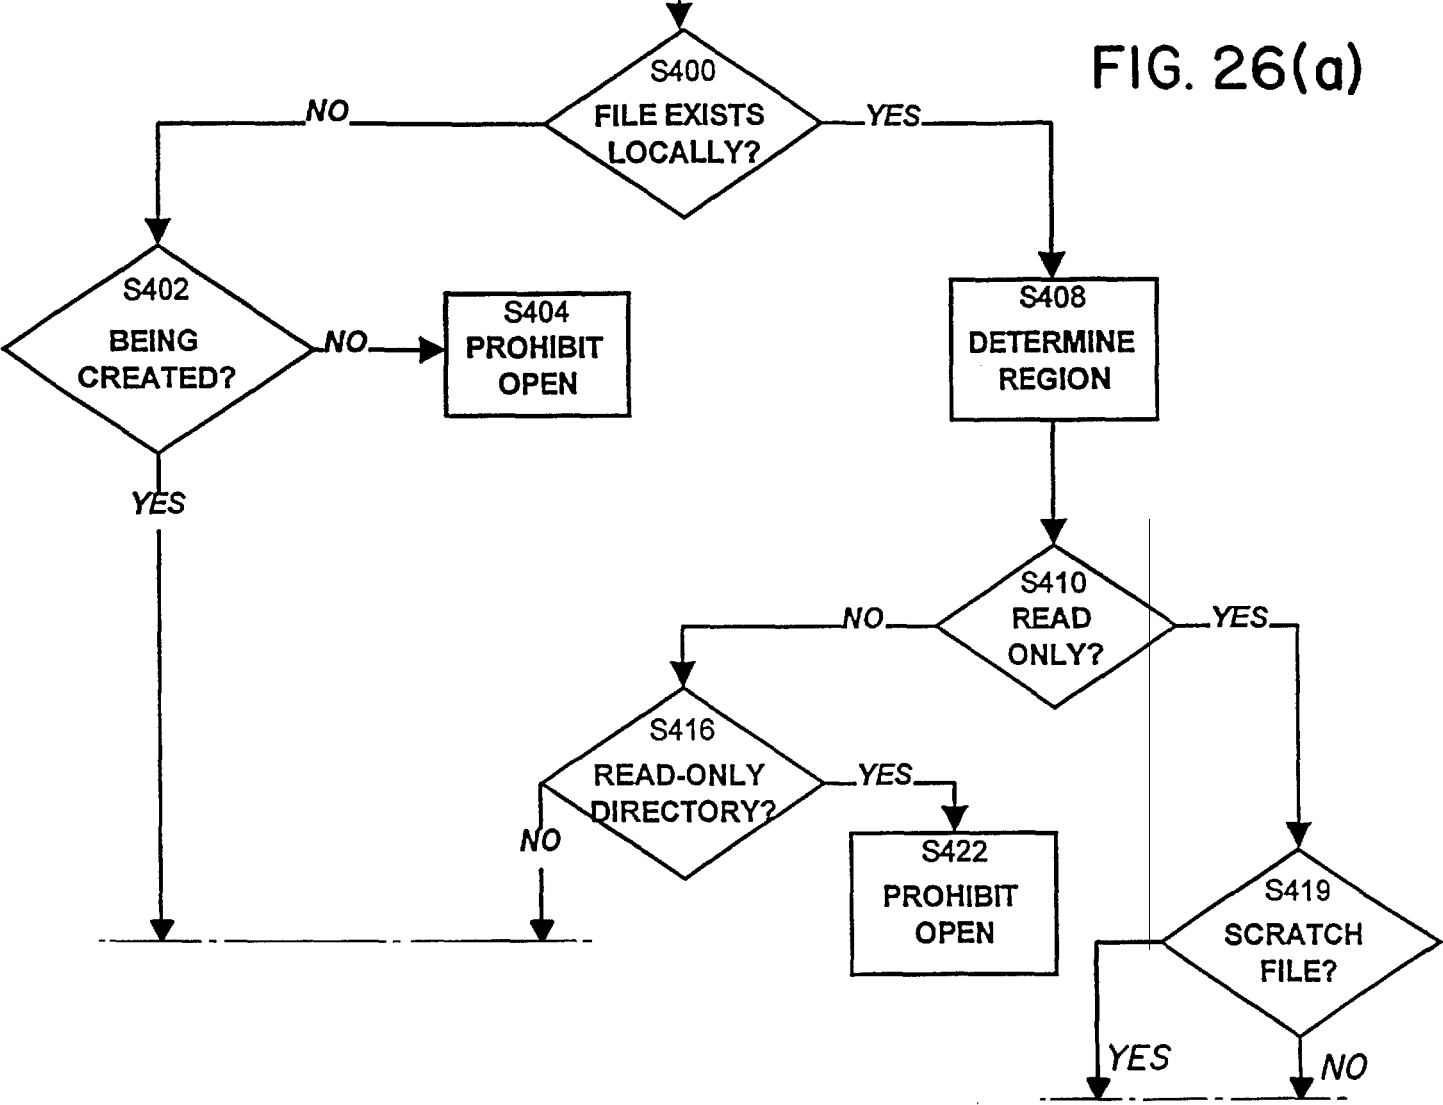 FIG. 26(a)
S400
FILE EXISTS
LOCALLY?
NO
YES
S402
BEING
CREATED?
NO
S404
PROHIBIT
OPEN
YES
S408
DETERMINE
REGION
S410
READ
ONLY?
NO
YES
S416
READ-ONLY
DIRECTORY?
YES
NO
S422
PROHIBIT
OPEN
S419
SCRATCH
FILE?
YES
NO